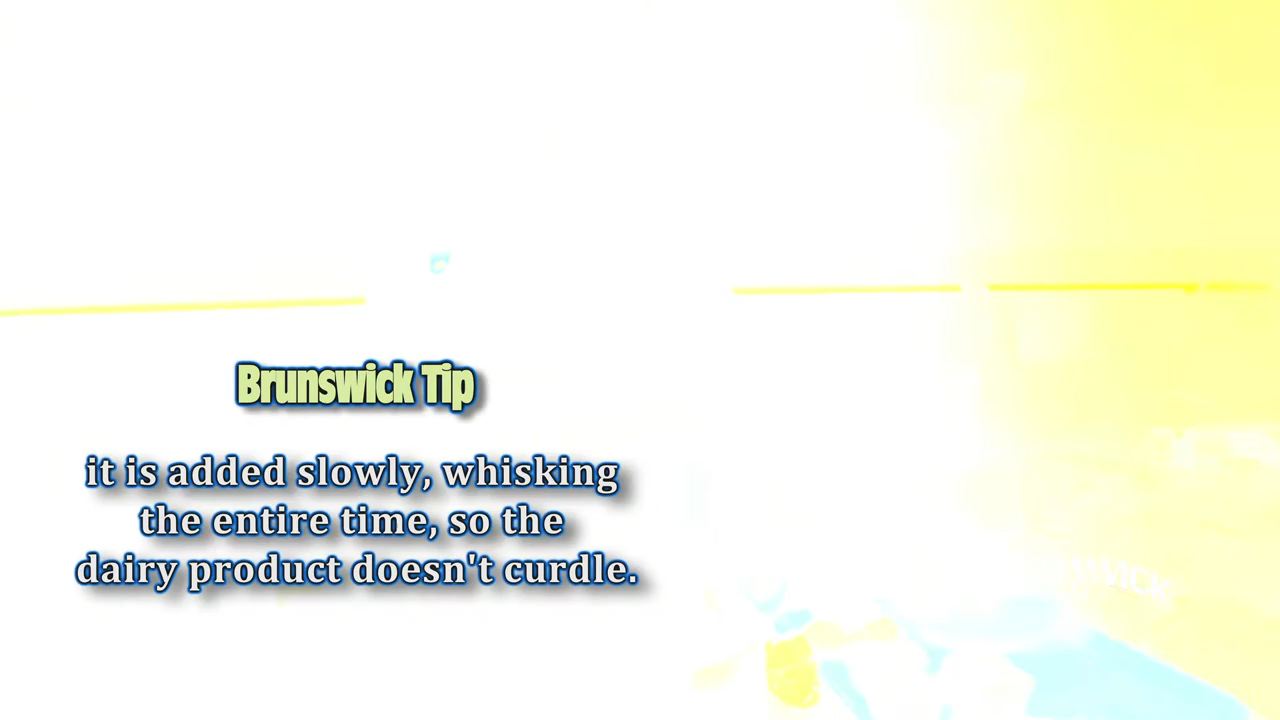 Brunswick Tip
it is added slowly, whisking
the entire time, so the
dairy product doesn't curdle.